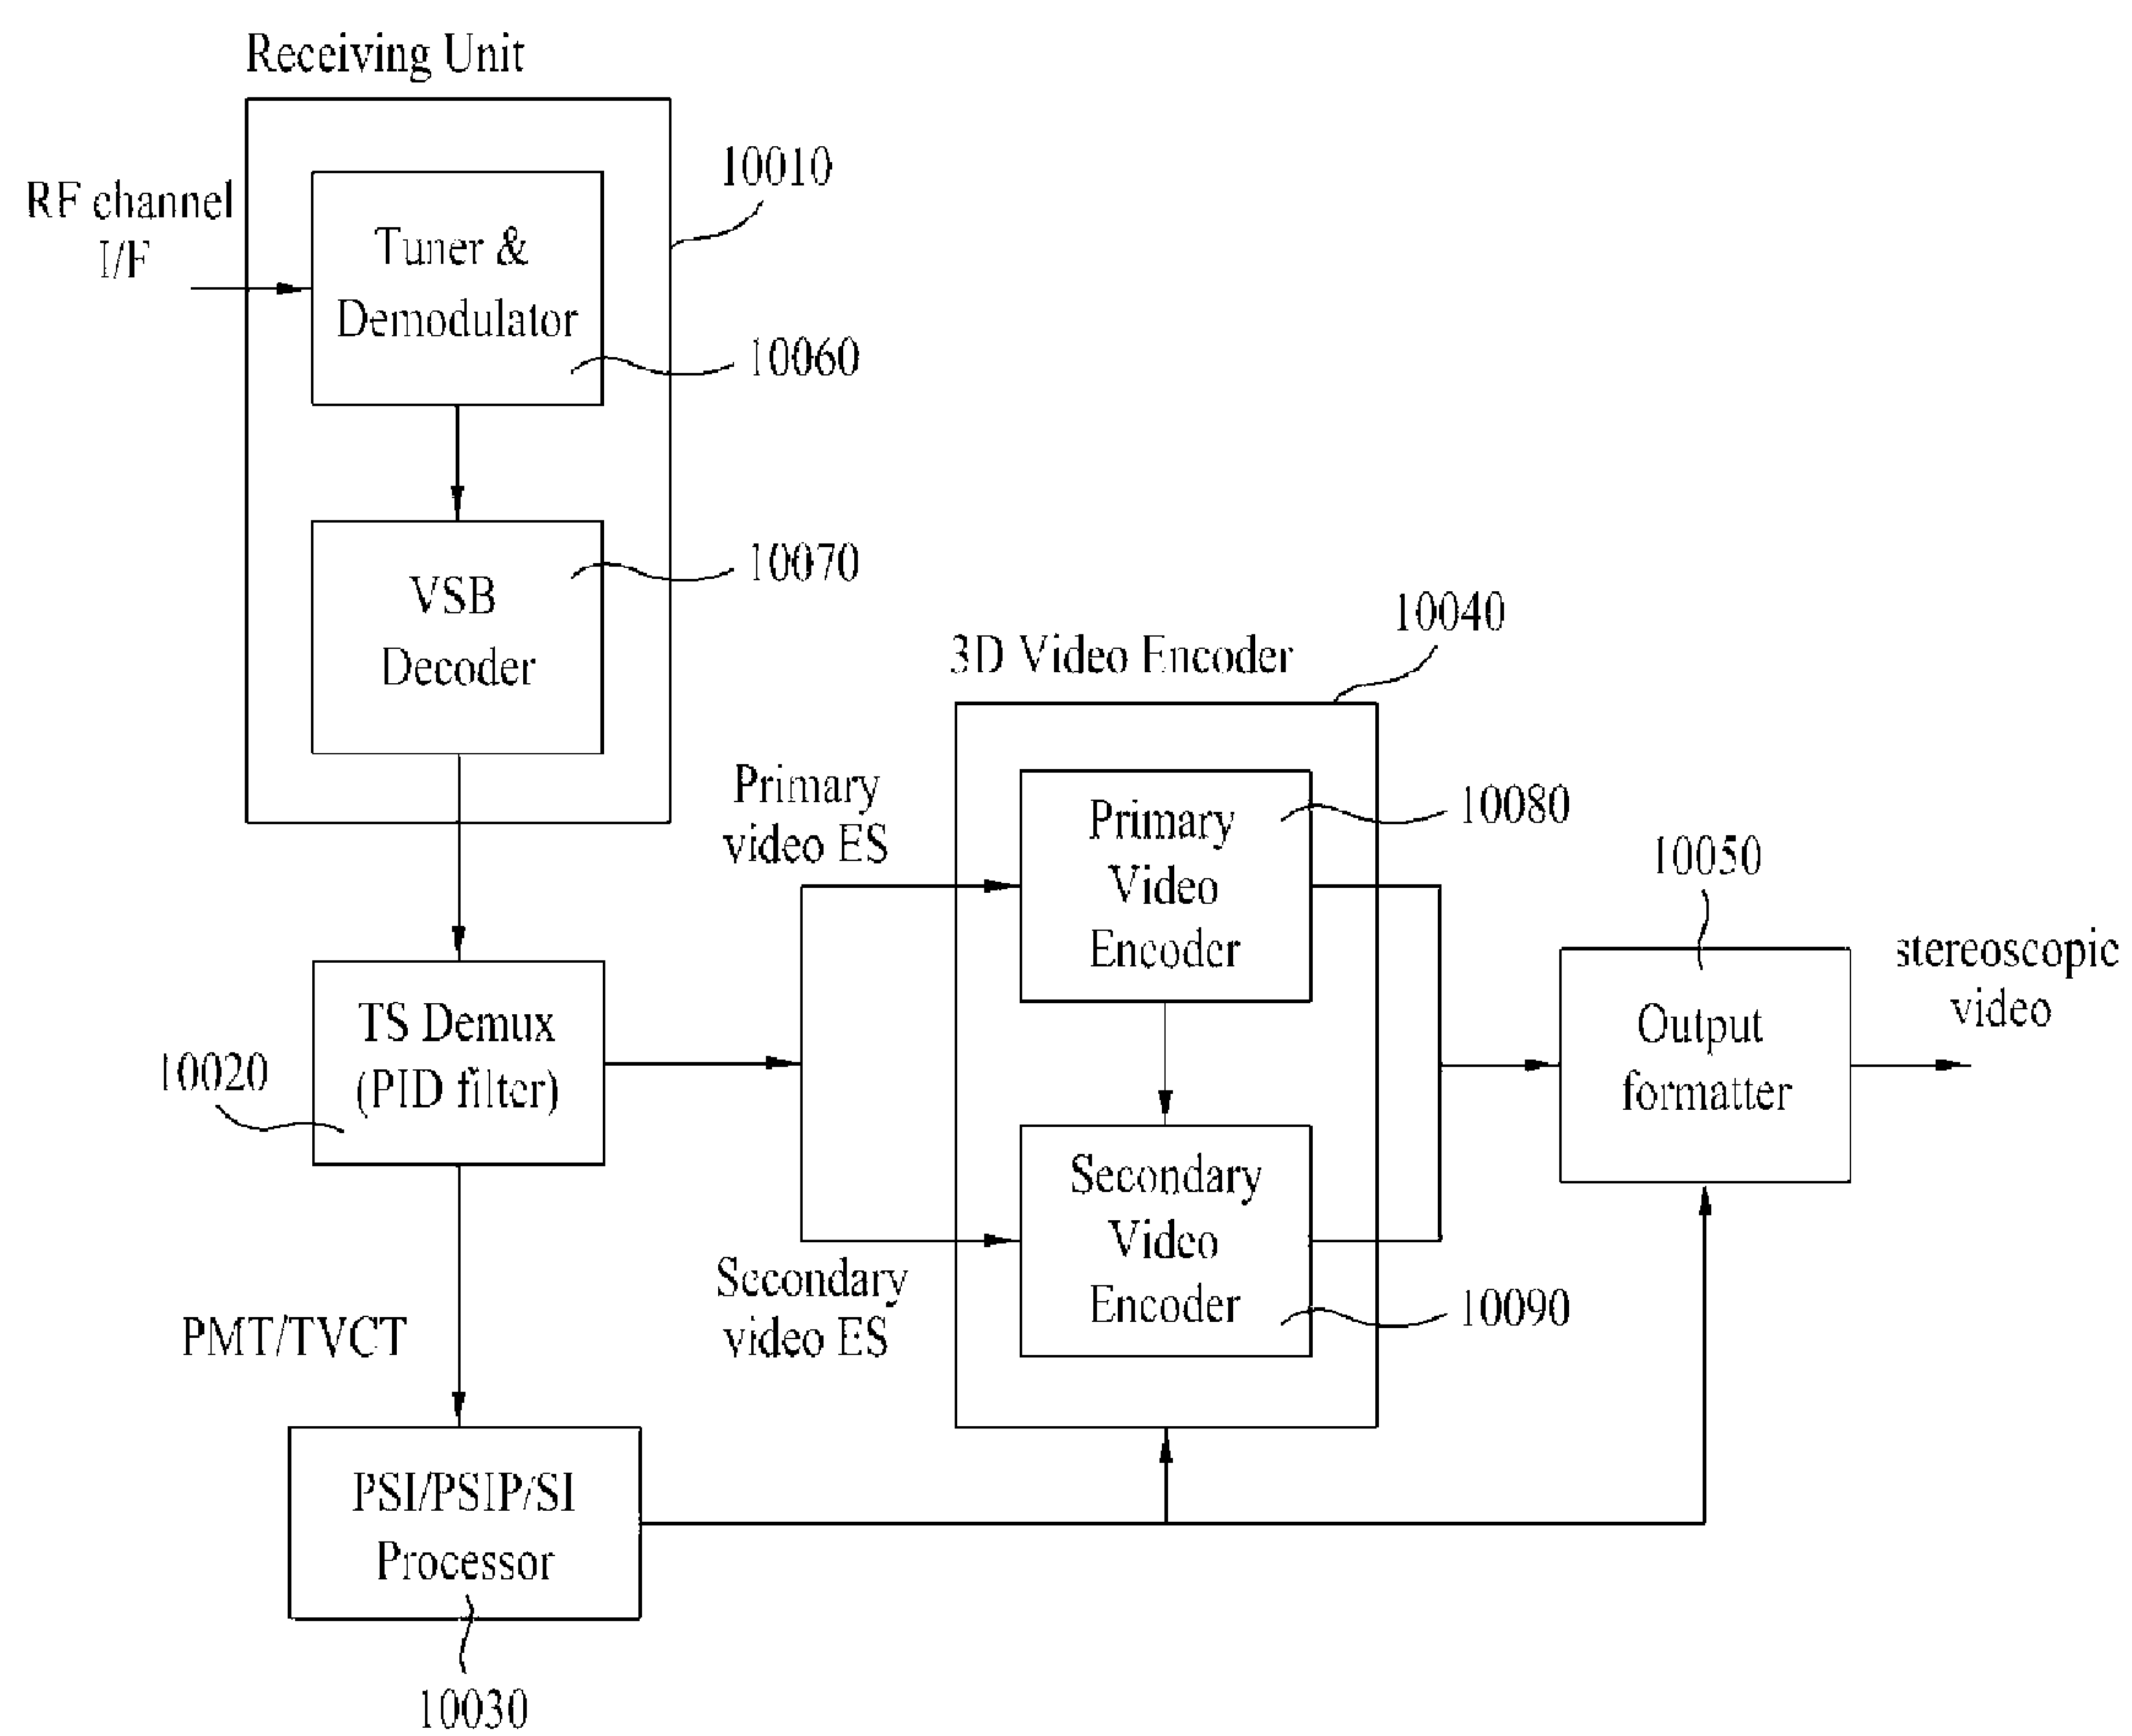 Receiving Unit
10010
RF channel
I/F
Tuner &
Demodulator
10060
10070
VSB
Decoder
10040
3D Video Encoder
Primary
video ES
Primary
Video
Encoder
10080
10050
stereoscopic
video
Output
formatter
TS Demux
(PID filter)
10020
Secondary
Video
Encoder
Secondary
video ES
10090
PMT/TVCT
PSI/PSIP/SI
Processor
10030